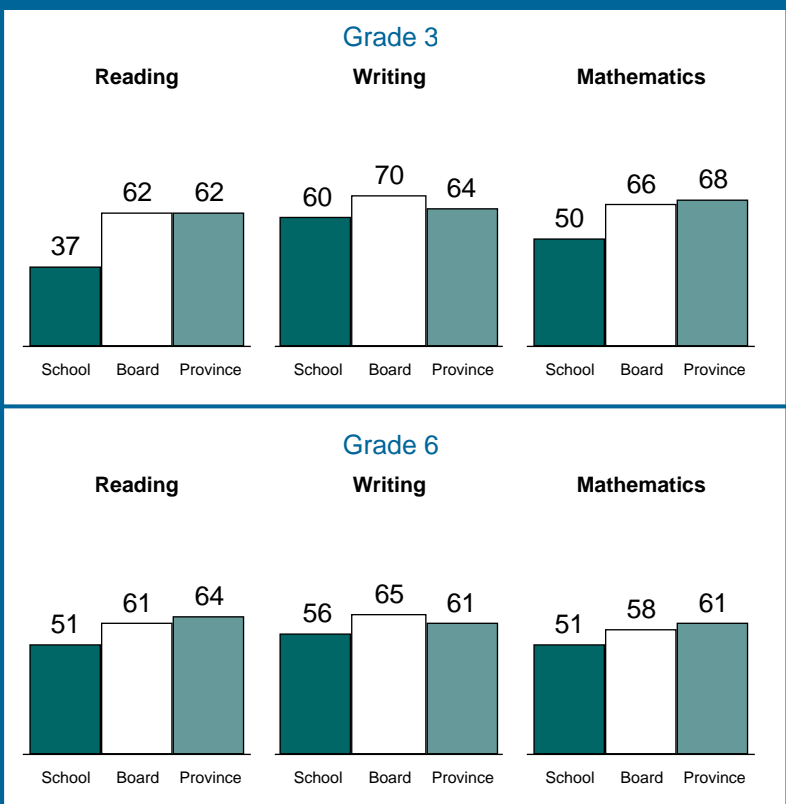 Grade 3
Reading Writing Mathematics
37 62 62 60 70 64 50 66 68
School Board Province School Board Province School Board Province
Grade 6
Reading Writing Mathematics
51 61 64 56 65 61 51 58 61
School Board Province School Board Province School Board Province